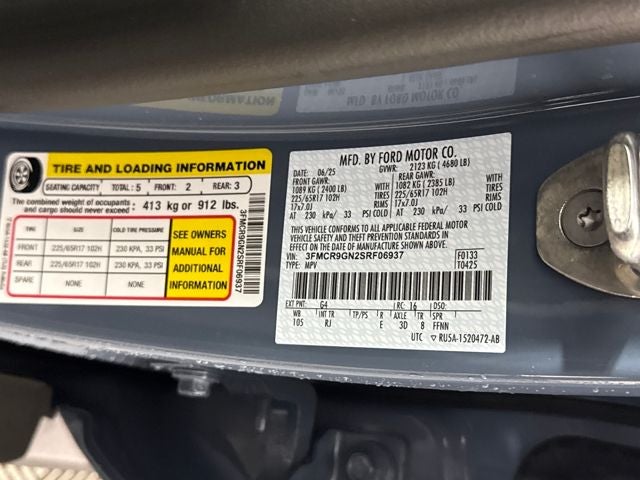 TIRE AND LOADING INFORMATION
SEATING CAPACITY TOTAL: 5 FRONT: 2 REAR: 3
The combined weight of occupants and cargo should never exceed: 413 kg or 912 lbs.
TIRE SIZE COLD TIRE PRESSURE
FRONT 225/65R17 102H 230 KPA, 33 PSI
REAR 225/65R17 102H 230 KPA, 33 PSI
SPARE NONE NONE
SEE OWNERS
MANUAL FOR
ADDITIONAL
INFORMATION
3FMCR9GN2SRF06937
MFD. BY FORD MOTOR CO.
DATE: 06/25 GVWR: 2123 KG ( 4680 LB)
FRONT GAWR: REAR GAWR:
1089 KG ( 2400 LB) 1082 KG ( 2385 LB)
225/65R17 102H TIRES 225/65R17 102H TIRES
17x7.0J RIMS 17x7.0J RIMS
AT 230 kPa/ 33 PSI COLD AT 230 kPa/ 33 PSI COLD
THIS VEHICLE CONFORMS TO ALL APPLICABLE FEDERAL MOTOR
VEHICLE SAFETY, BUMPER, AND THEFT PREVENTION STANDARDS IN EFFECT ON
THE DATE OF MANUFACTURE SHOWN ABOVE.
VIN: 3FMCR9GN2SRF06937 F0133
TYPE: MPV T0425
EXT PNT: G4 RC: 16 DSO:
WB INT TR TP/PS R AXLE TR SPR
105 RJ E 3D 8 FFNN
UTC ▽ RU5A-1520472-AB